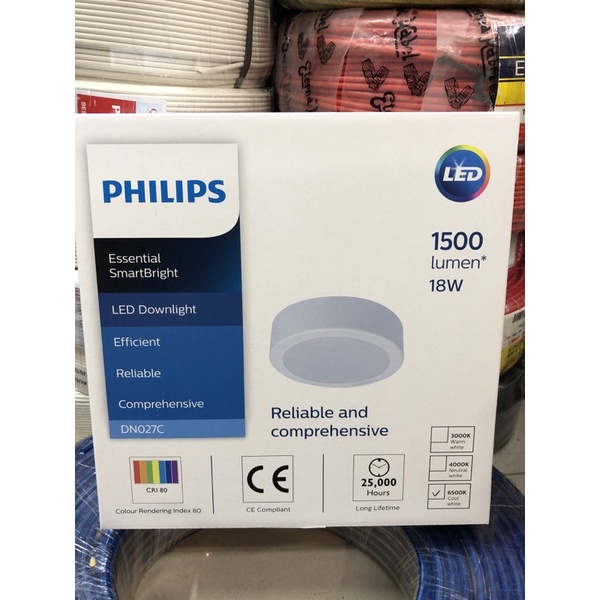 PHILIPS
Essential
SmartBright
LED Downlight
Efficient
Reliable
Comprehensive
DN027C
LED
1500
lumen*
18W
Reliable and
comprehensive
CRI 80
Colour Rendering Index 80
CE
CE Compliant
25,000
Hours
Long Lifetime
3000K
Warm
white
4000K
Neutral
white
6500K
Cool
white